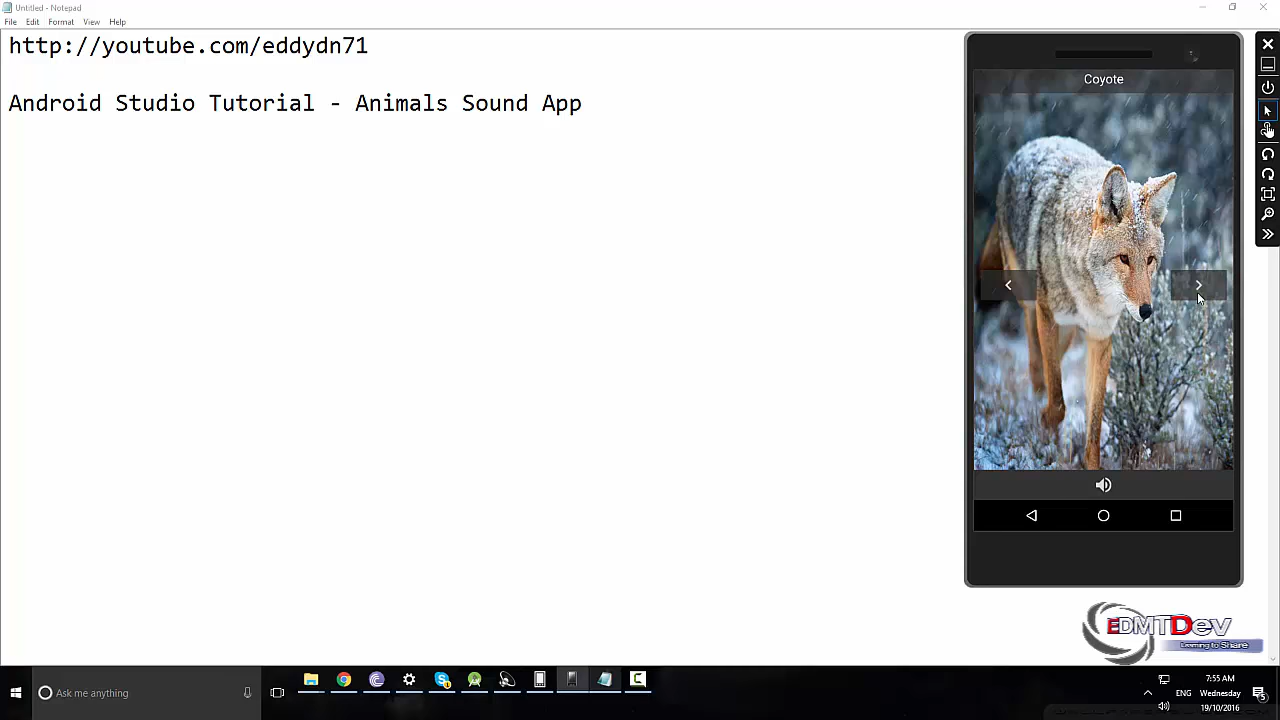 Untitled - Notepad
File Edit Format View Help
http://youtube.com/eddydn71
Android Studio Tutorial - Animals Sound App
Coyote
EDMTDev
Learning to Share
Ask me anything
ENG
7:55 AM
Wednesday
19/10/2016